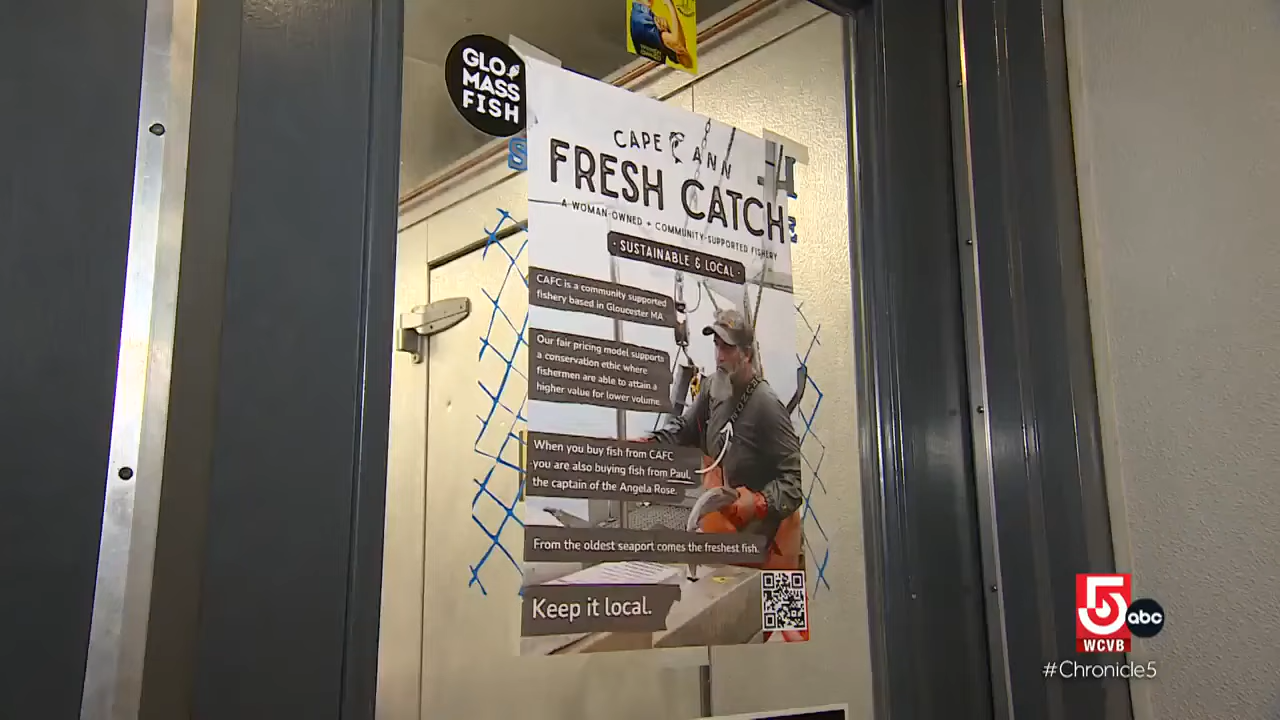 GLO
MASS
FISH
CAPE ANN
FRESH CATCH
A WOMAN-OWNED + COMMUNITY-SUPPORTED FISHERY
· SUSTAINABLE & LOCAL ·
CAFC is a community supported
fishery based in Gloucester MA
Our fair pricing model supports
a conservation ethic where
fishermen are able to attain a
higher value for lower volume.
When you buy fish from CAFC
you are also buying fish from Paul,
the captain of the Angela Rose.
From the oldest seaport comes the freshest fish.
Keep it local.
5
abc
WCVB
#Chronicle5